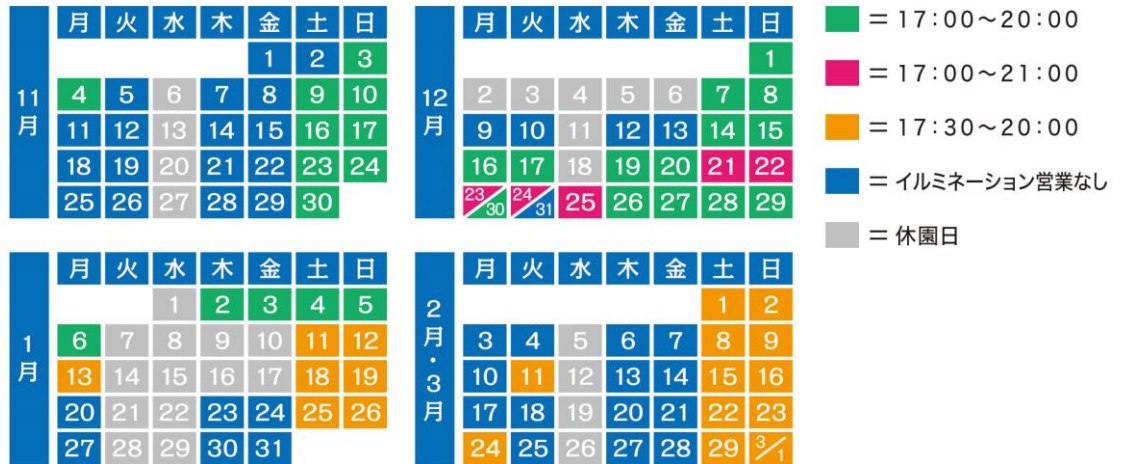 11月
月 火 水 木 金 土 日
1 2 3
4 5 6 7 8 9 10
11 12 13 14 15 16 17
18 19 20 21 22 23 24
25 26 27 28 29 30
12月
月 火 水 木 金 土 日
1
2 3 4 5 6 7 8
9 10 11 12 13 14 15
16 17 18 19 20 21 22
23/30 24/31 25 26 27 28 29
1月
月 火 水 木 金 土 日
1 2 3 4 5
6 7 8 9 10 11 12
13 14 15 16 17 18 19
20 21 22 23 24 25 26
27 28 29 30 31
2月・3月
月 火 水 木 金 土 日
1 2
3 4 5 6 7 8 9
10 11 12 13 14 15 16
17 18 19 20 21 22 23
24 25 26 27 28 29 3/1
= 17:00〜20:00
= 17:00〜21:00
= 17:30〜20:00
= イルミネーション営業なし
= 休園日